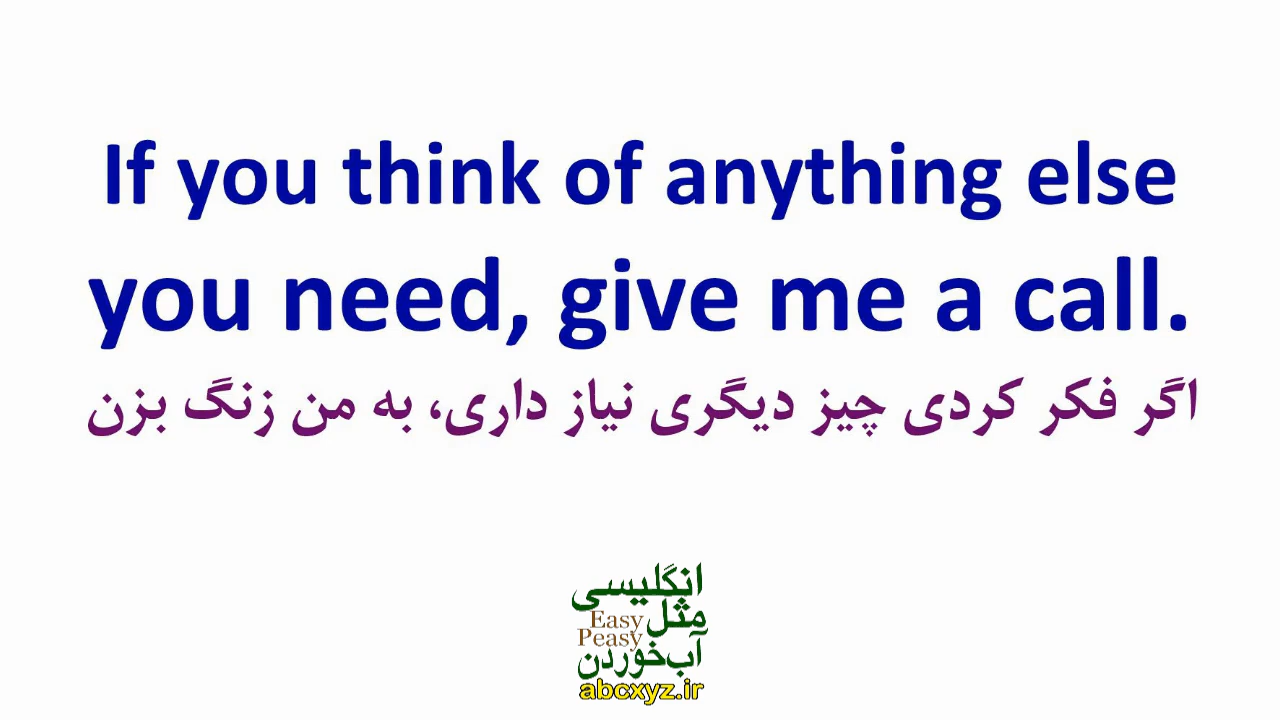 If you think of anything else
you need, give me a call.
اگر فکر کردی چیز دیگری نیاز داری، به من زنگ بزن
انگلیسی
مثل
Easy
Peasy
آب‌خوردن
abcxyz.ir